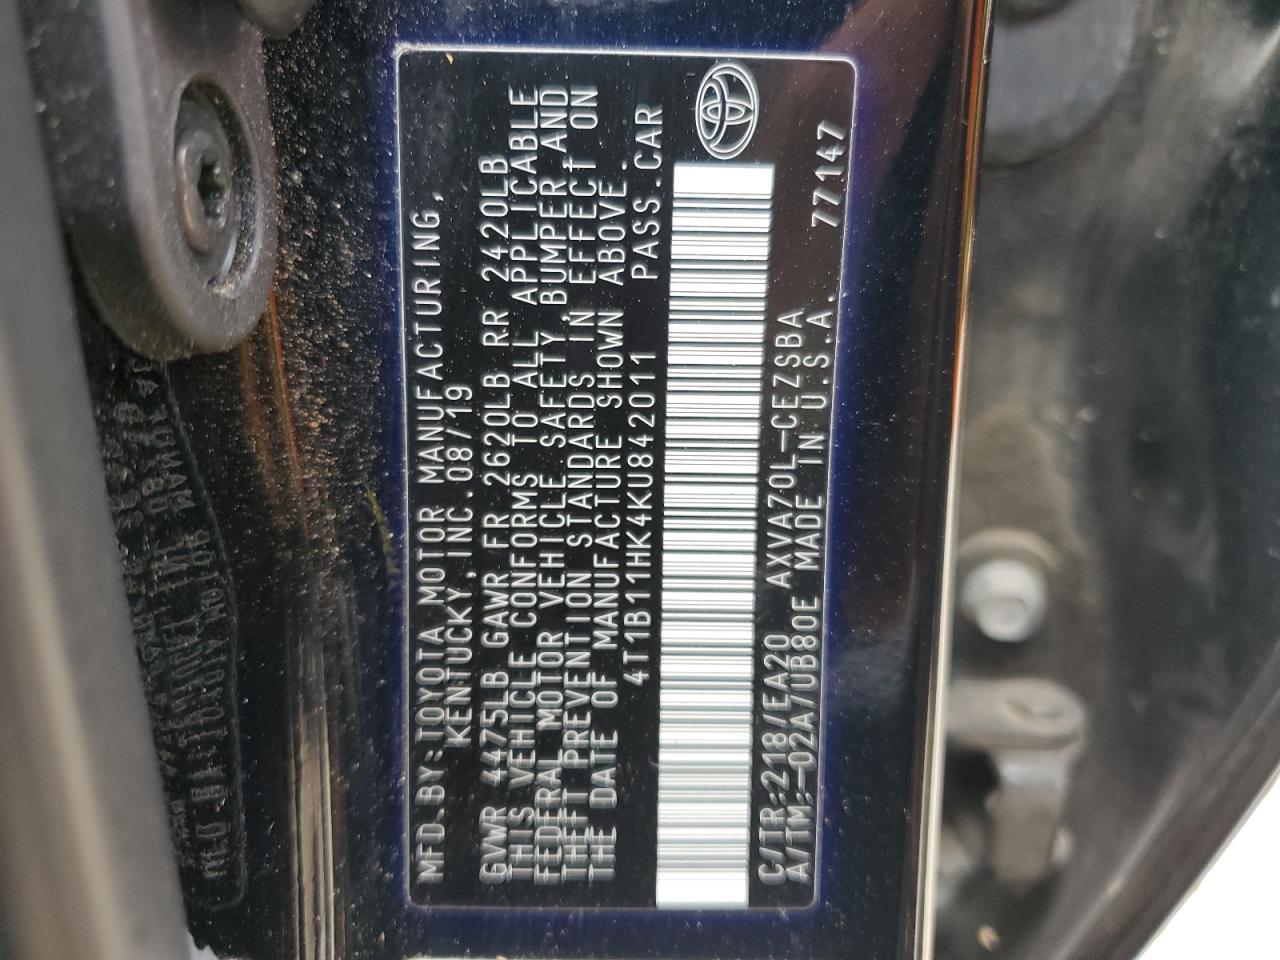 MFD.BY:TOYOTA MOTOR MANUFACTURING,
KENTUCKY,INC.08/19
GVWR 4475LB GAWR FR 2620LB RR 2420LB
THIS VEHICLE CONFORMS TO ALL APPLICABLE
FEDERAL MOTOR VEHICLE SAFETY,BUMPER AND
THEFT PREVENTION STANDARDS IN EFFECT ON
THE DATE OF MANUFACTURE SHOWN ABOVE.
4T1B11HK4KU842011 PASS.CAR
C/TR:218/EA20 AXVA70L-CEZSBA
A/TM:-02A/UB80E MADE IN U.S.A. 77147